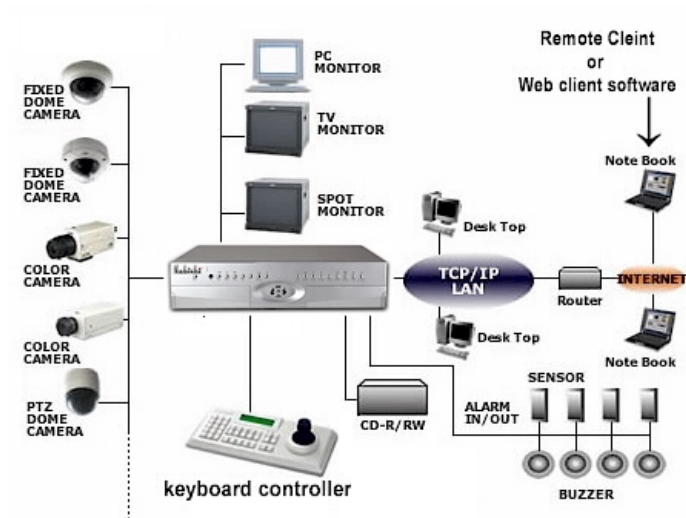 PC
MONITOR
TV
MONITOR
SPOT
MONITOR
Remote Cleint
or
Web client software
FIXED
DOME
CAMERA
FIXED
DOME
CAMERA
COLOR
CAMERA
COLOR
CAMERA
PTZ
DOME
CAMERA
Note Book
Desk Top
TCP/IP
LAN
Router
INTERNET
Desk Top
Note Book
SENSOR
ALARM
IN/OUT
CD-R/RW
keyboard controller
BUZZER